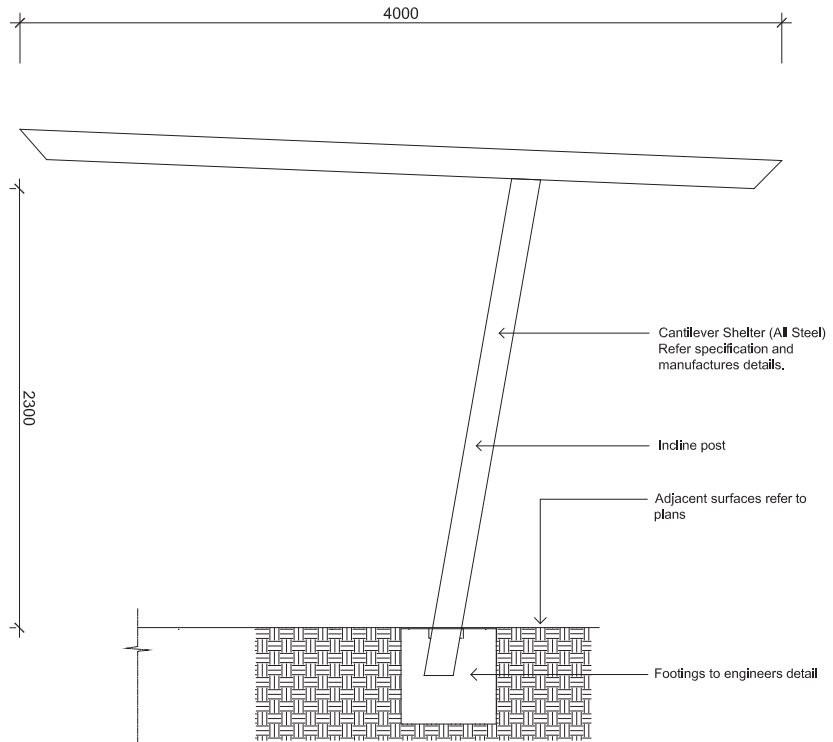 4000
2300
Cantilever Shelter (All Steel)
Refer specification and
manufactures details.
Incline post
Adjacent surfaces refer to
plans
Footings to engineers detail